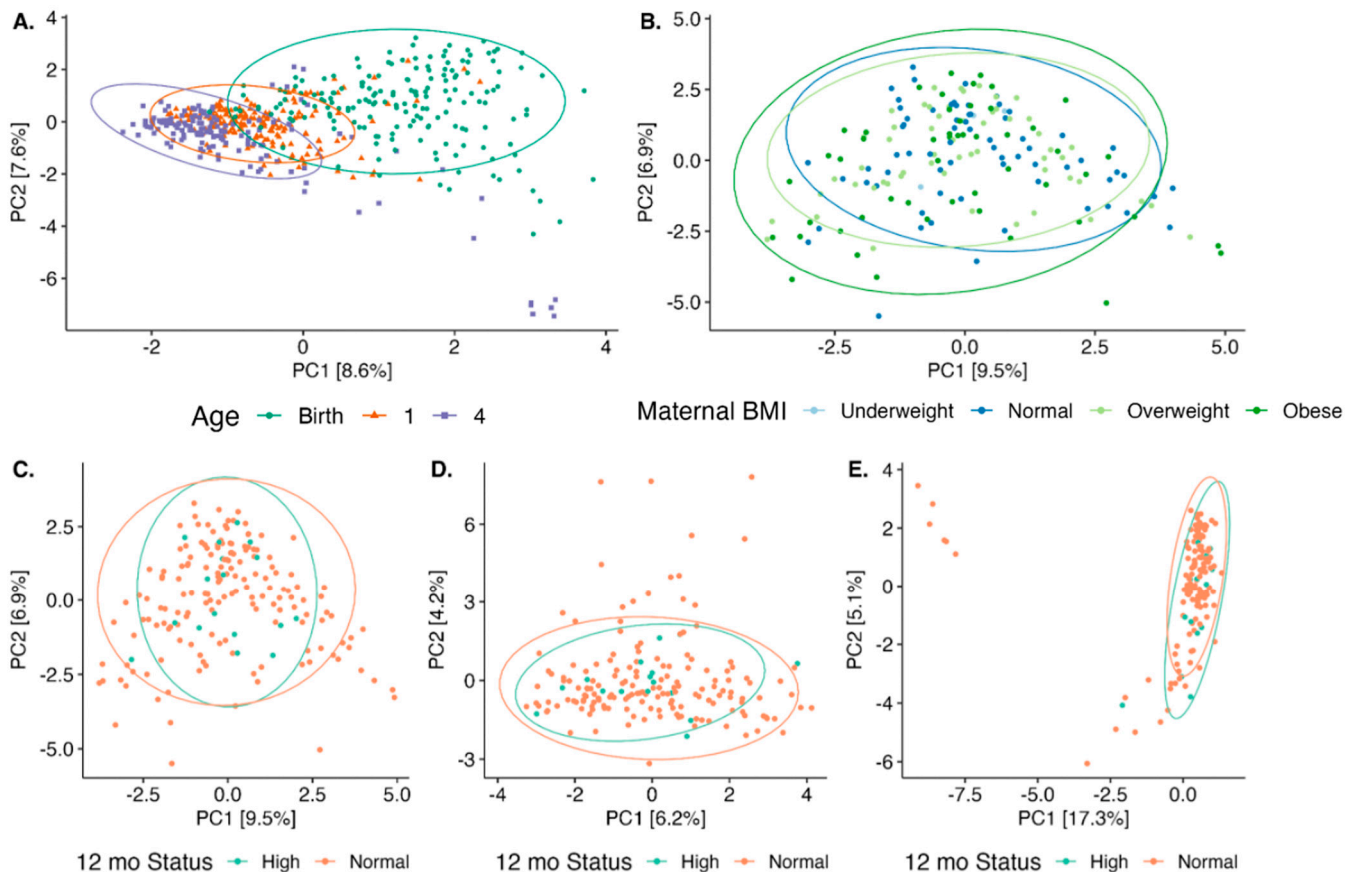 A.
4
2
0
-2
-4
-6
PC2 [7.6%]
-2
0
2
4
PC1 [8.6%]
Age Birth 1 4
B.
5.0
2.5
0.0
-2.5
-5.0
PC2 [6.9%]
-2.5
0.0
2.5
5.0
PC1 [9.5%]
Maternal BMI Underweight Normal Overweight Obese
C.
2.5
0.0
-2.5
-5.0
PC2 [6.9%]
-2.5
0.0
2.5
5.0
PC1 [9.5%]
12 mo Status High Normal
D.
6
3
0
-3
PC2 [4.2%]
-4
-2
0
2
4
PC1 [6.2%]
12 mo Status High Normal
E.
4
2
0
-2
-4
-6
PC2 [5.1%]
-7.5
-5.0
-2.5
0.0
PC1 [17.3%]
12 mo Status High Normal